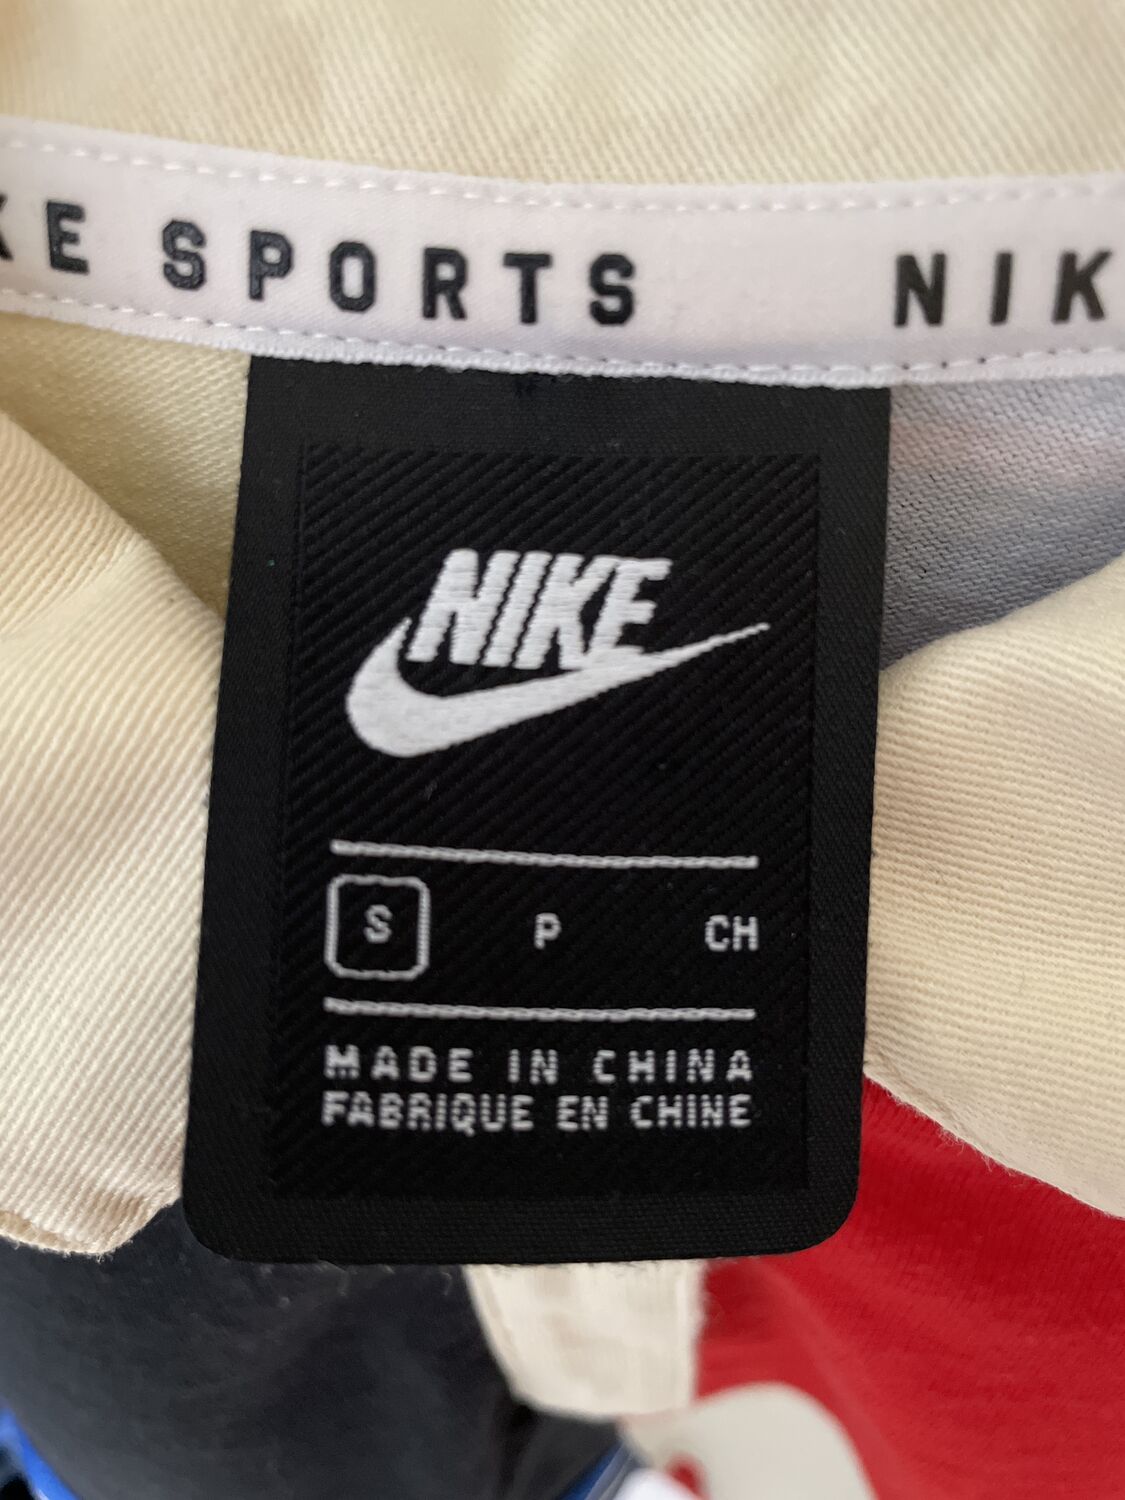 KE SPORTS NIK
NIKE
S P CH
MADE IN CHINA
FABRIQUE EN CHINE